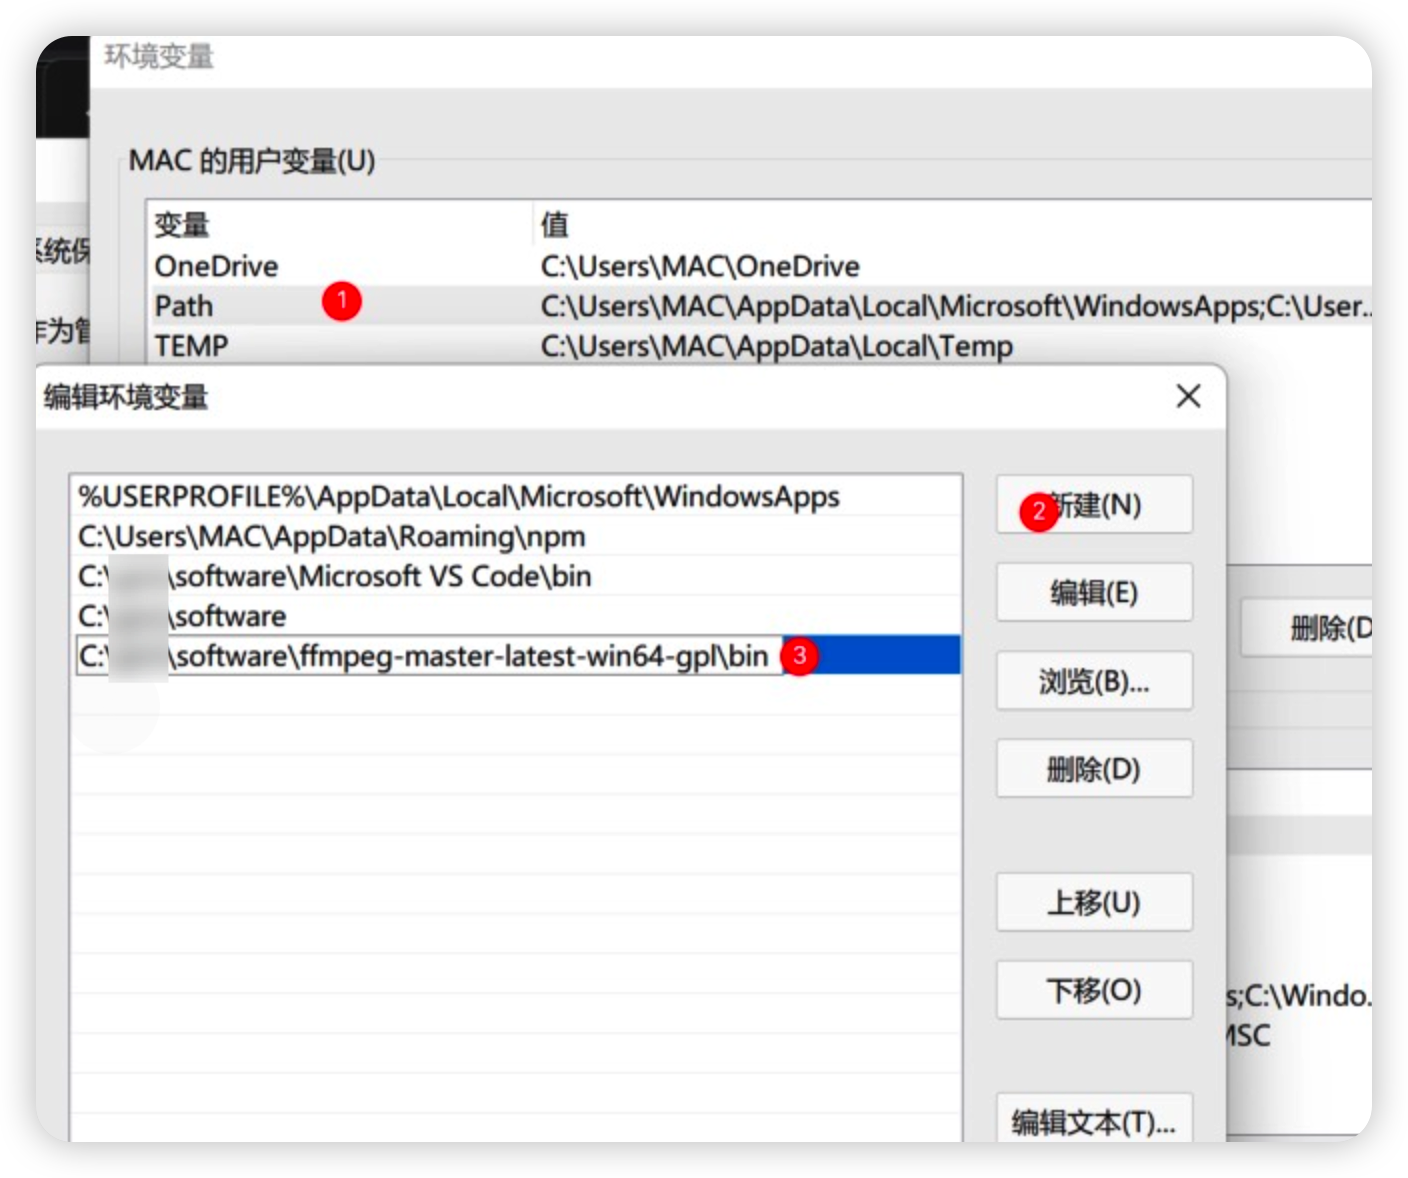 环境变量
MAC 的用户变量(U)
变量 值
OneDrive C:\Users\MAC\OneDrive
Path 1 C:\Users\MAC\AppData\Local\Microsoft\WindowsApps;C:\User...
TEMP C:\Users\MAC\AppData\Local\Temp
统保
作为管
编辑环境变量
%USERPROFILE%\AppData\Local\Microsoft\WindowsApps
C:\Users\MAC\AppData\Roaming\npm
C:\ \software\Microsoft VS Code\bin
C:\ \software
C:\ \software\ffmpeg-master-latest-win64-gpl\bin 3
2 新建(N)
编辑(E)
浏览(B)...
删除(D)
上移(U)
下移(O)
编辑文本(T)...
删除(D
s;C:\Windo...
MSC